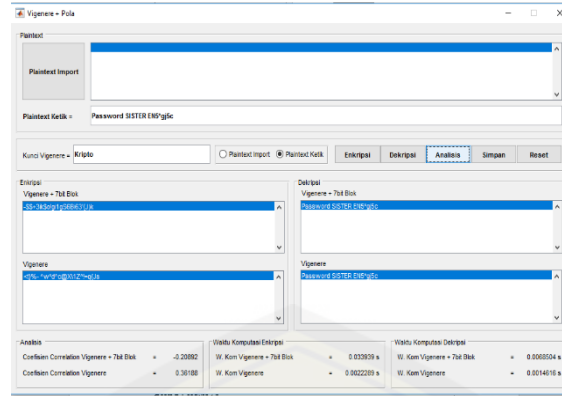 Vigenere + Pola
Plaintext
Plaintext Import
Plaintext Ketik = Password SISTER EN5*gj5c
Kunci Vigenere = Kripto Plaintext Import Plaintext Ketik Enkripsi Dekripsi Analisis Simpan Reset
Enkripsi Dekripsi
Vigenere + 7bit Blok Vigenere + 7bit Blok
Password SISTER EN5*gj5c
Vigenere Vigenere
Password SISTER EN5*gj5c
Analisis Waktu Komputasi Enkripsi Waktu Komputasi Dekripsi
Coefisien Correlation Vigenere + 7bit Blok = -0.20892 W. Kom Vigenere + 7bit Blok = 0.033939 s W. Kom Vigenere + 7bit Blok = 0.0068504 s
Coefisien Correlation Vigenere = 0.36188 W. Kom Vigenere = 0.0022289 s W. Kom Vigenere = 0.0014616 s